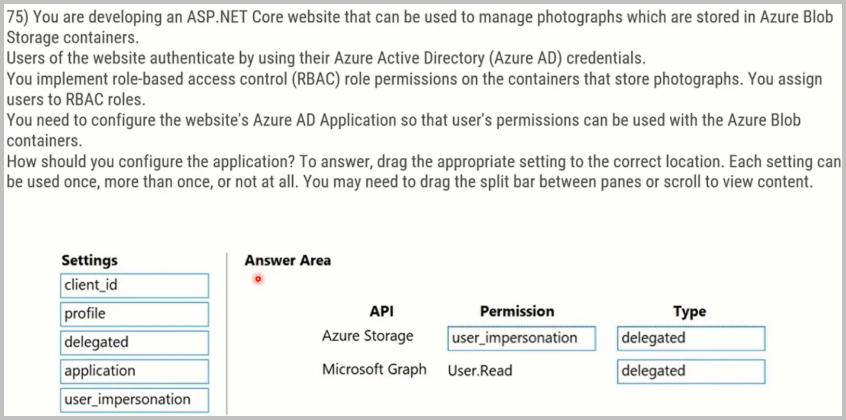 75) You are developing an ASP.NET Core website that can be used to manage photographs which are stored in Azure Blob
Storage containers.
Users of the website authenticate by using their Azure Active Directory (Azure AD) credentials.
You implement role-based access control (RBAC) role permissions on the containers that store photographs. You assign
users to RBAC roles.
You need to configure the website's Azure AD Application so that user's permissions can be used with the Azure Blob
containers.
How should you configure the application? To answer, drag the appropriate setting to the correct location. Each setting can
be used once, more than once, or not at all. You may need to drag the split bar between panes or scroll to view content.
Settings
client_id
profile
delegated
application
user_impersonation
Answer Area
API Permission Type
Azure Storage user_impersonation delegated
Microsoft Graph User.Read delegated